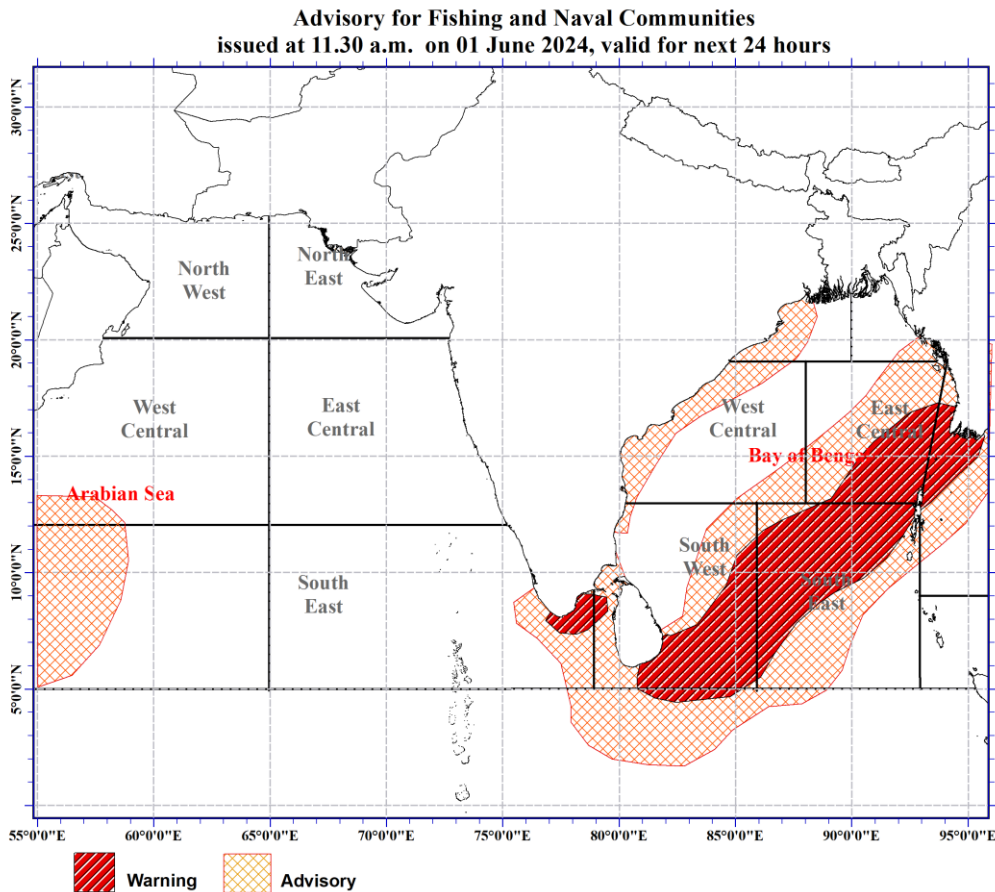 Advisory for Fishing and Naval Communities
issued at 11.30 a.m. on 01 June 2024, valid for next 24 hours
30°0'0"N
25°0'0"N
20°0'0"N
15°0'0"N
10°0'0"N
5°0'0"N
North
West
North
East
West
Central
East
Central
Arabian Sea
South
East
West
Central
East
Central
Bay of Benga
South
West
South
East
55°0'0"E
60°0'0"E
65°0'0"E
70°0'0"E
75°0'0"E
80°0'0"E
85°0'0"E
90°0'0"E
95°0'0"E
Warning
Advisory